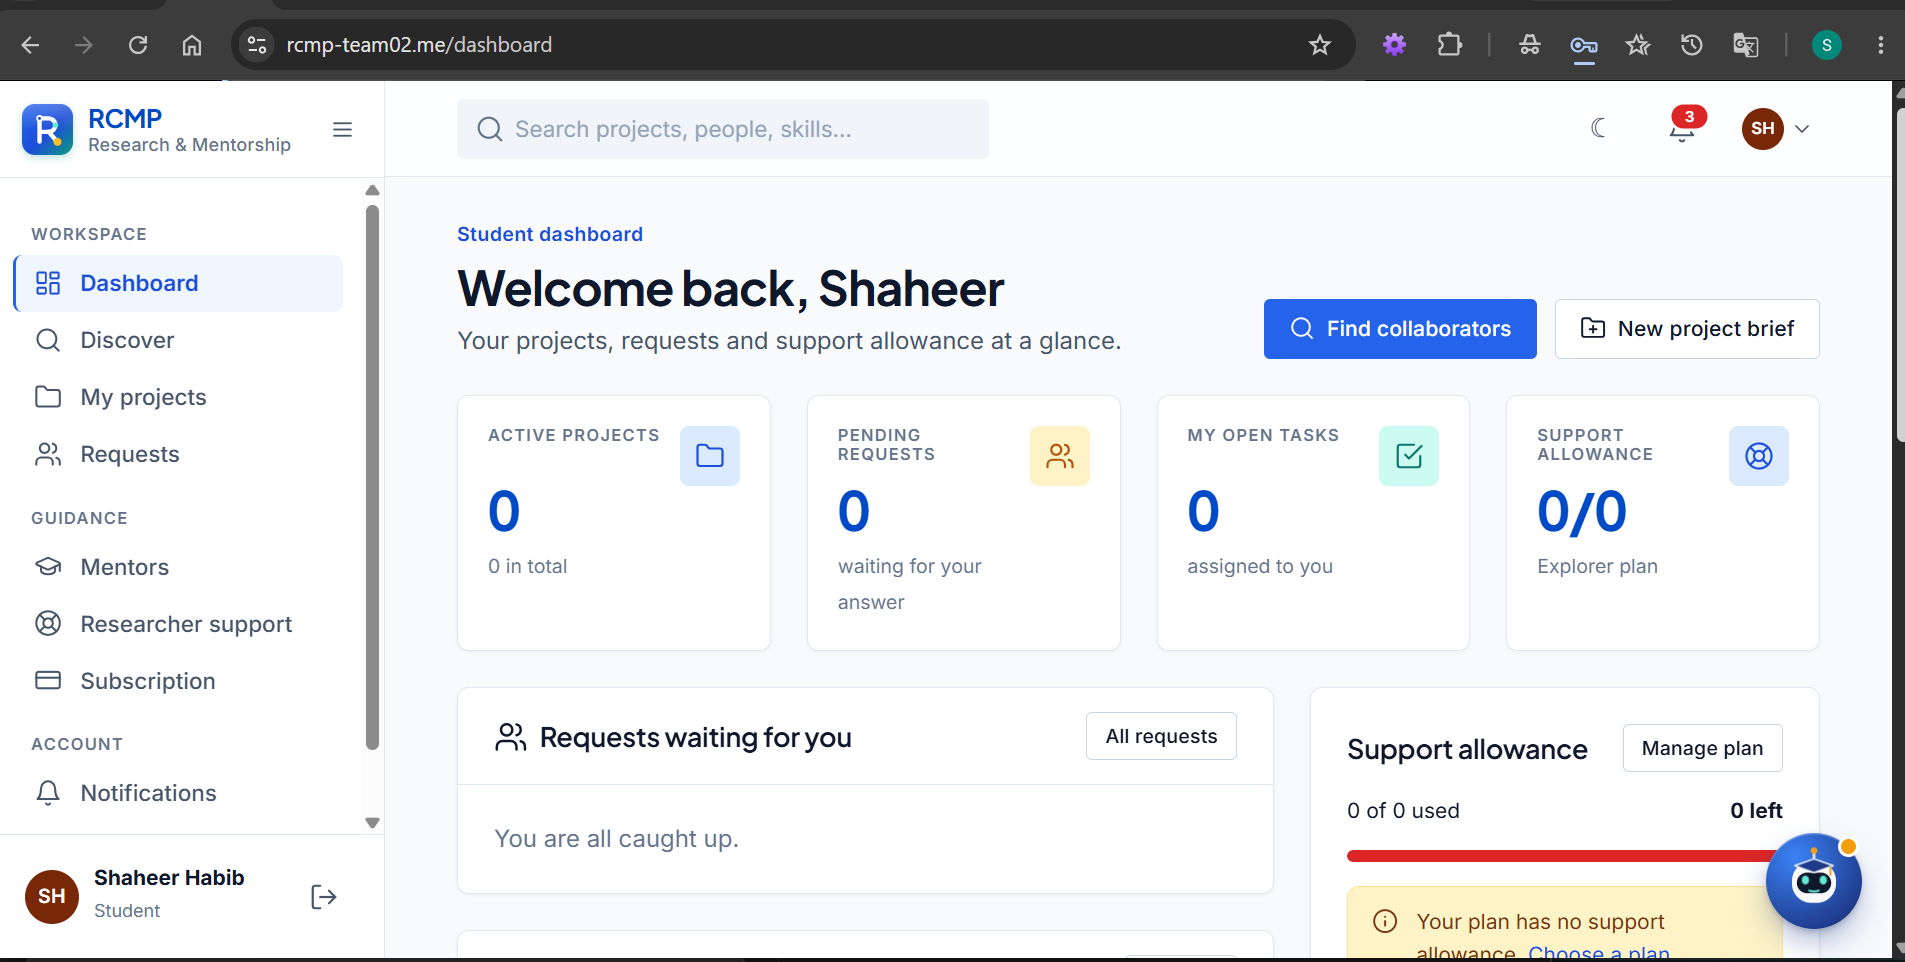 rcmp-team02.me/dashboard
S
RCMP
Research & Mentorship
Search projects, people, skills...
3
SH
WORKSPACE
Dashboard
Discover
My projects
Requests
GUIDANCE
Mentors
Researcher support
Subscription
ACCOUNT
Notifications
SH
Shaheer Habib
Student
Student dashboard
Welcome back, Shaheer
Your projects, requests and support allowance at a glance.
Find collaborators
New project brief
ACTIVE PROJECTS
0
0 in total
PENDING
REQUESTS
0
waiting for your
answer
MY OPEN TASKS
0
assigned to you
SUPPORT
ALLOWANCE
0/0
Explorer plan
Requests waiting for you
All requests
You are all caught up.
Support allowance
Manage plan
0 of 0 used
0 left
Your plan has no support
allowance. Choose a plan